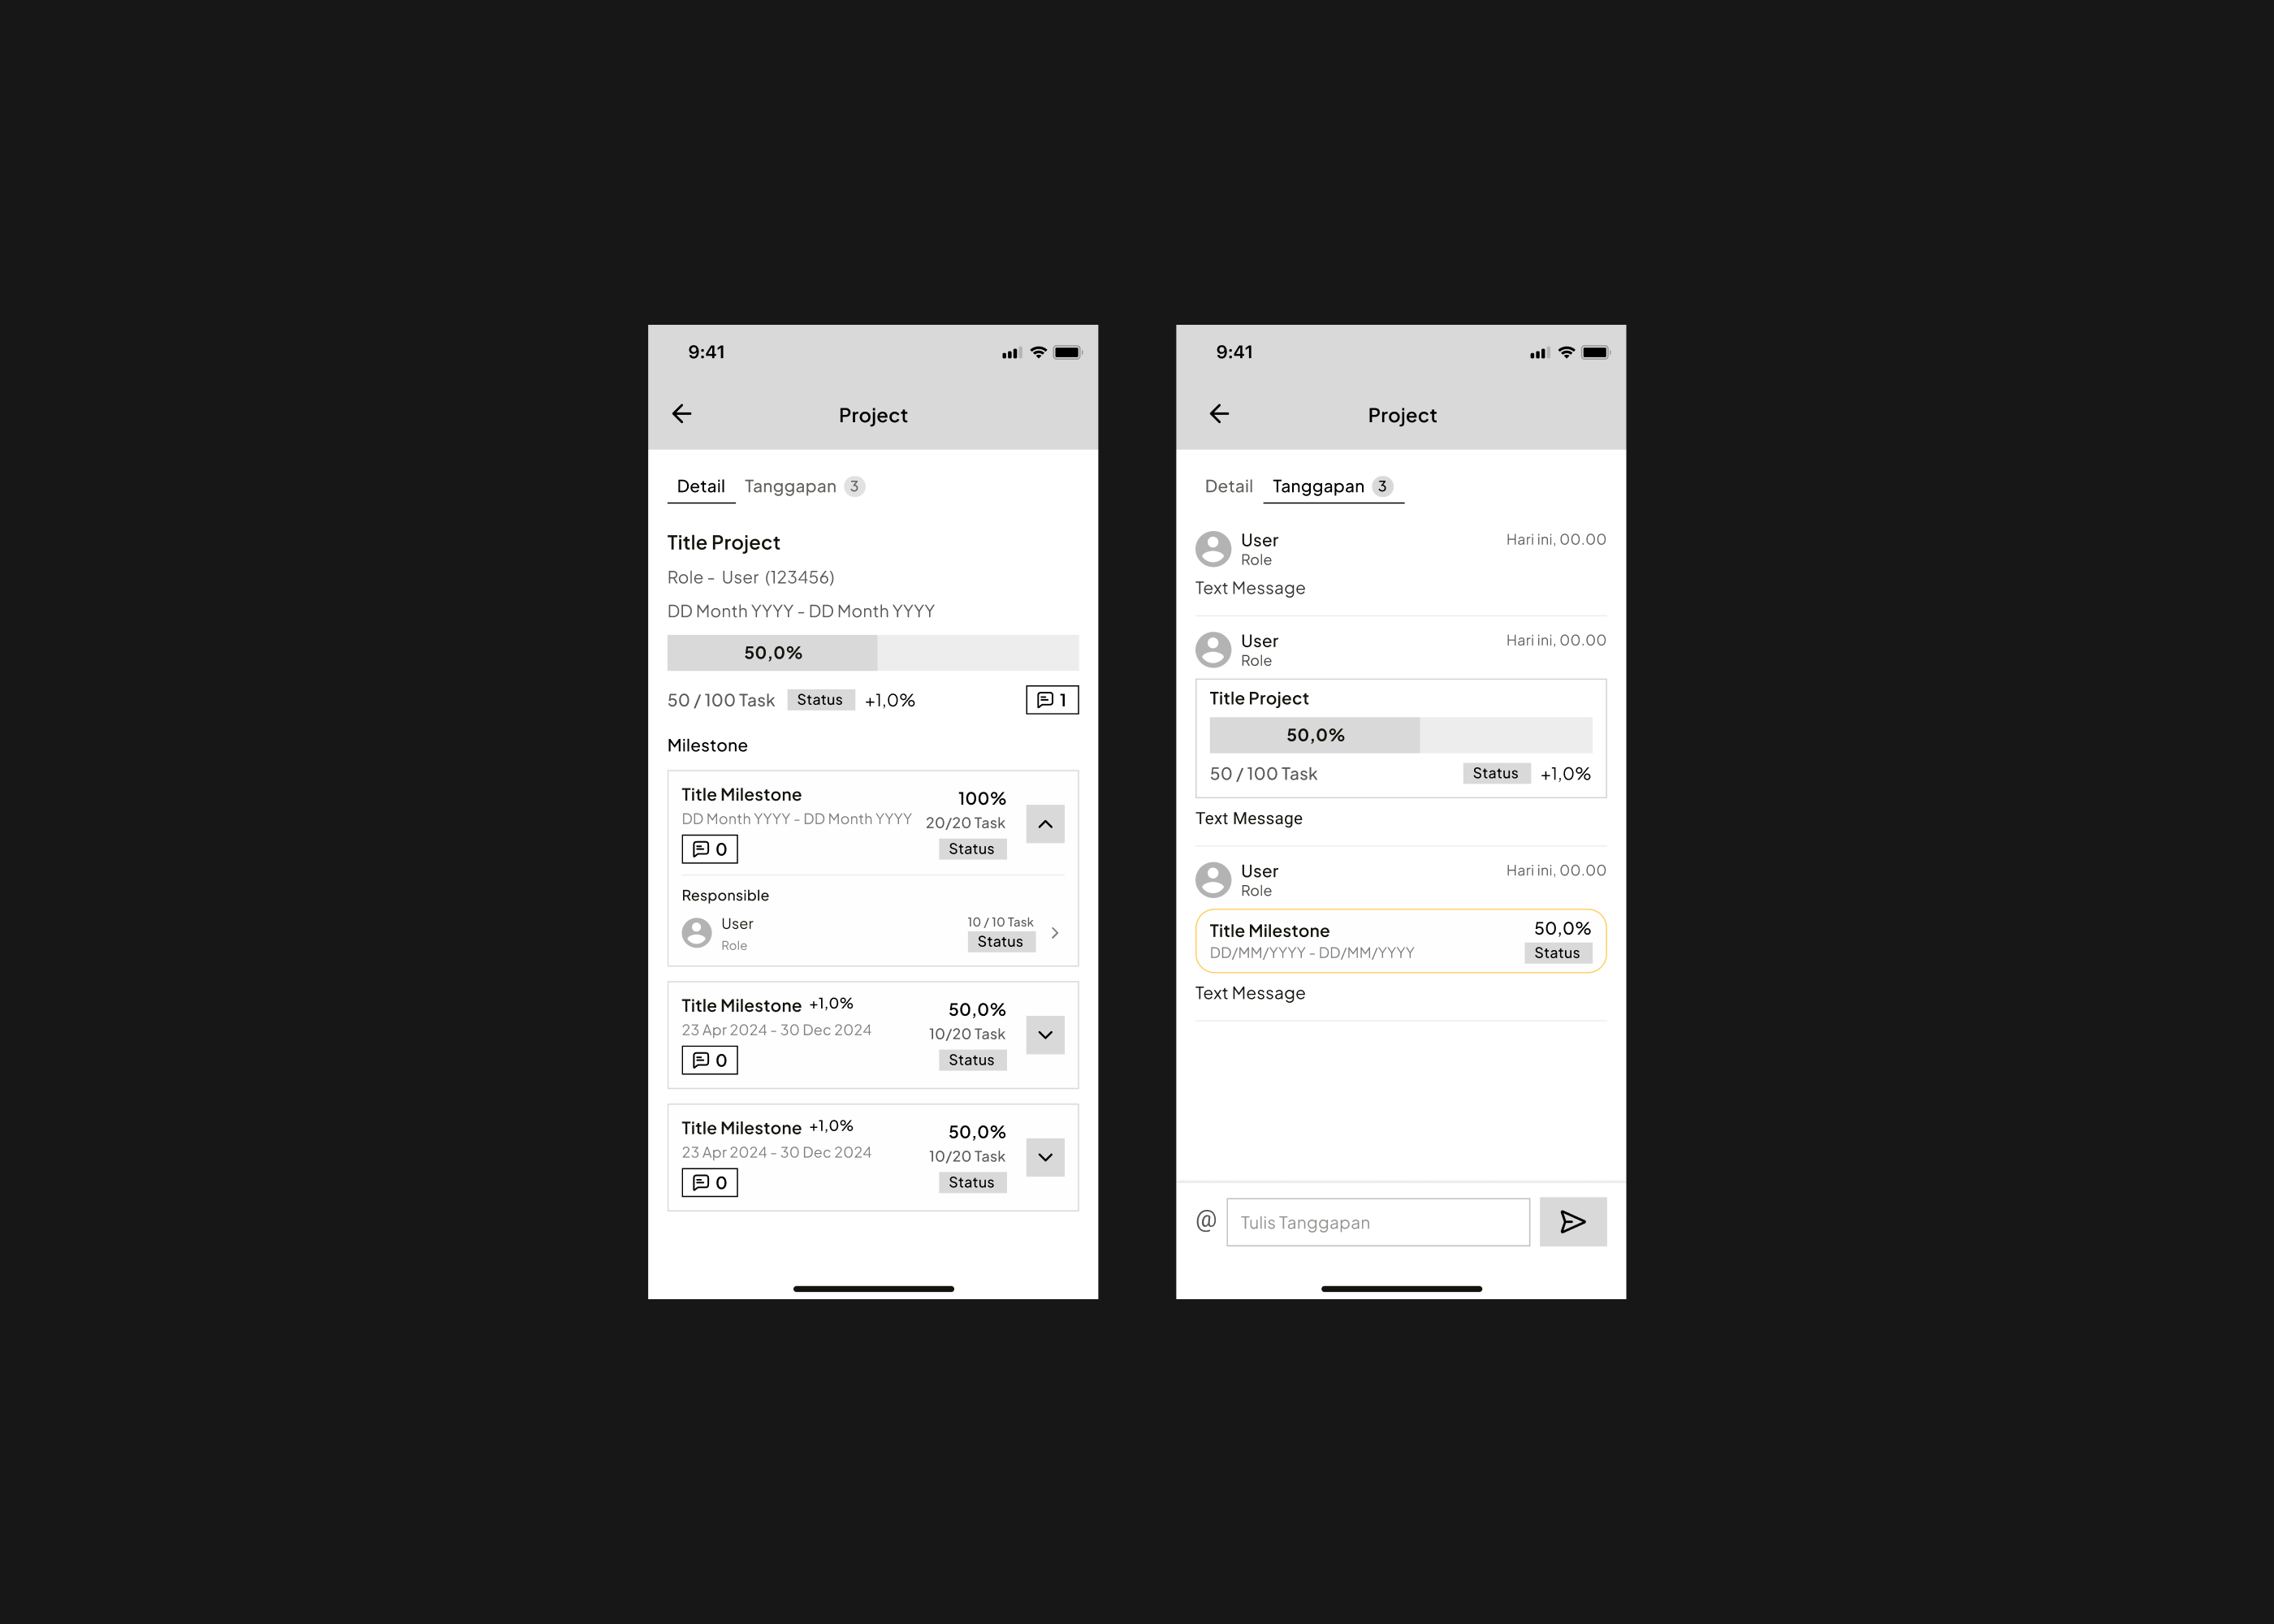 9:41
Project
Detail Tanggapan 3
Title Project
Role - User (123456)
DD Month YYYY - DD Month YYYY
50,0%
50 / 100 Task Status +1,0% 1
Milestone
Title Milestone 100%
DD Month YYYY - DD Month YYYY 20/20 Task
0 Status
Responsible
User 10 / 10 Task
Role Status
Title Milestone +1,0% 50,0%
23 Apr 2024 - 30 Dec 2024 10/20 Task
0 Status
Title Milestone +1,0% 50,0%
23 Apr 2024 - 30 Dec 2024 10/20 Task
0 Status
9:41
Project
Detail Tanggapan 3
User Hari ini, 00.00
Role
Text Message
User Hari ini, 00.00
Role
Title Project
50,0%
50 / 100 Task Status +1,0%
Text Message
User Hari ini, 00.00
Role
Title Milestone 50,0%
DD/MM/YYYY - DD/MM/YYYY Status
Text Message
@ Tulis Tanggapan